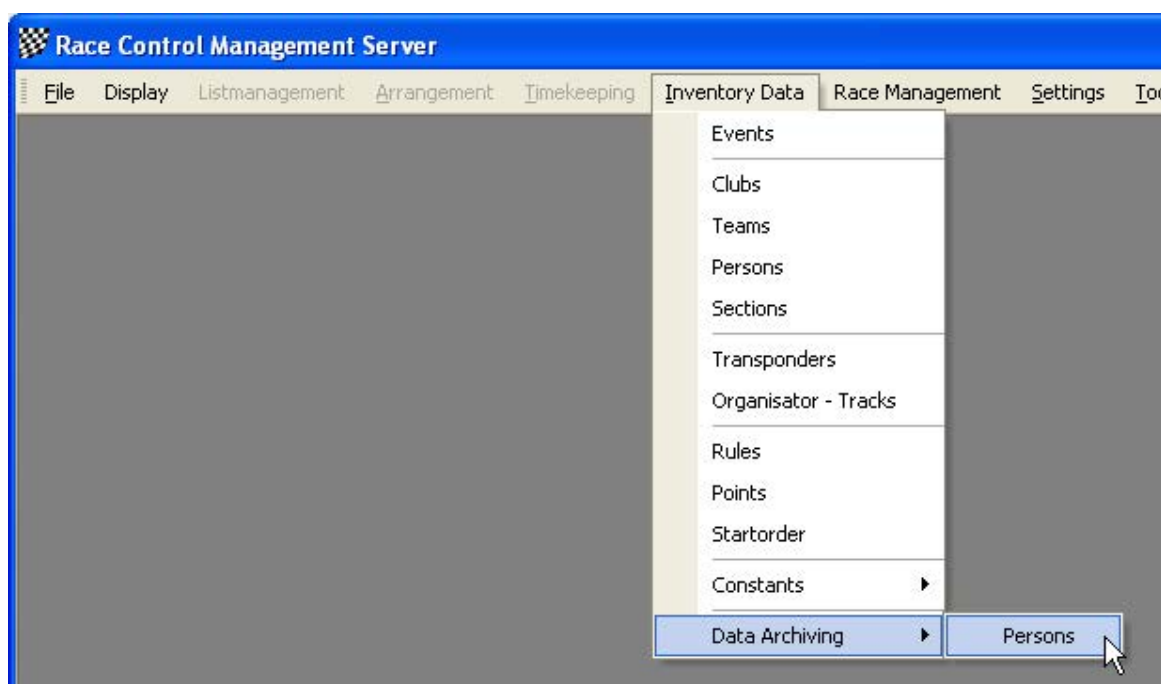 Race Control Management Server
File Display Listmanagement Arrangement Timekeeping Inventory Data Race Management Settings
Events
Clubs
Teams
Persons
Sections
Transponders
Organisator - Tracks
Rules
Points
Startorder
Constants
Data Archiving Persons